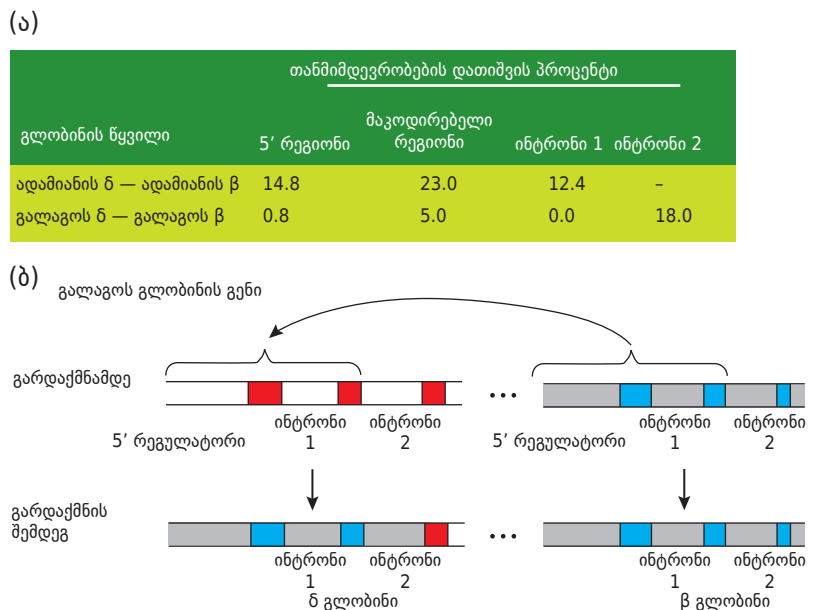 (ა)
თანმიმდევრობების დათიშვის პროცენტი
გლობინის წყვილი 5’ რეგიონი მაკოდირებელი რეგიონი ინტრონი 1 ინტრონი 2
ადამიანის δ — ადამიანის β 14.8 23.0 12.4 –
გალაგოს δ — გალაგოს β 0.8 5.0 0.0 18.0
(ბ)
გალაგოს გლობინის გენი
გარდაქმნამდე
...
5’ რეგულატორი ინტრონი 1 ინტრონი 2 5’ რეგულატორი ინტრონი 1 ინტრონი 2
გარდაქმნის შემდეგ
...
ინტრონი 1 ინტრონი 2 ინტრონი 1 ინტრონი 2
δ გლობინი β გლობინი